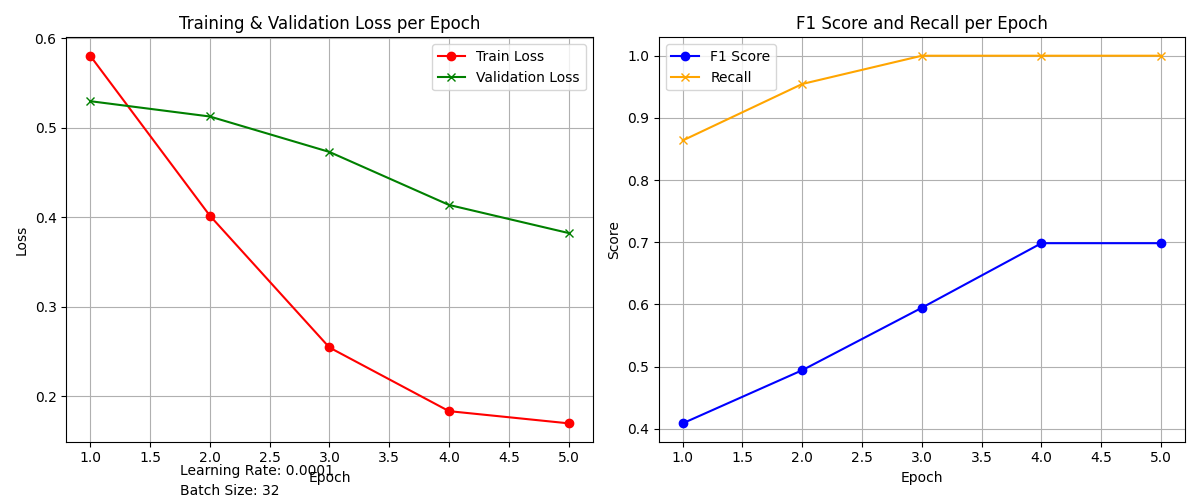 Training & Validation Loss per Epoch
Train Loss
Validation Loss
0.6
0.5
0.4
0.3
0.2
Loss
1.0 1.5 2.0 2.5 3.0 3.5 4.0 4.5 5.0
Epoch
Learning Rate: 0.0001
Batch Size: 32
F1 Score and Recall per Epoch
F1 Score
Recall
1.0
0.9
0.8
0.7
0.6
0.5
0.4
Score
1.0 1.5 2.0 2.5 3.0 3.5 4.0 4.5 5.0
Epoch